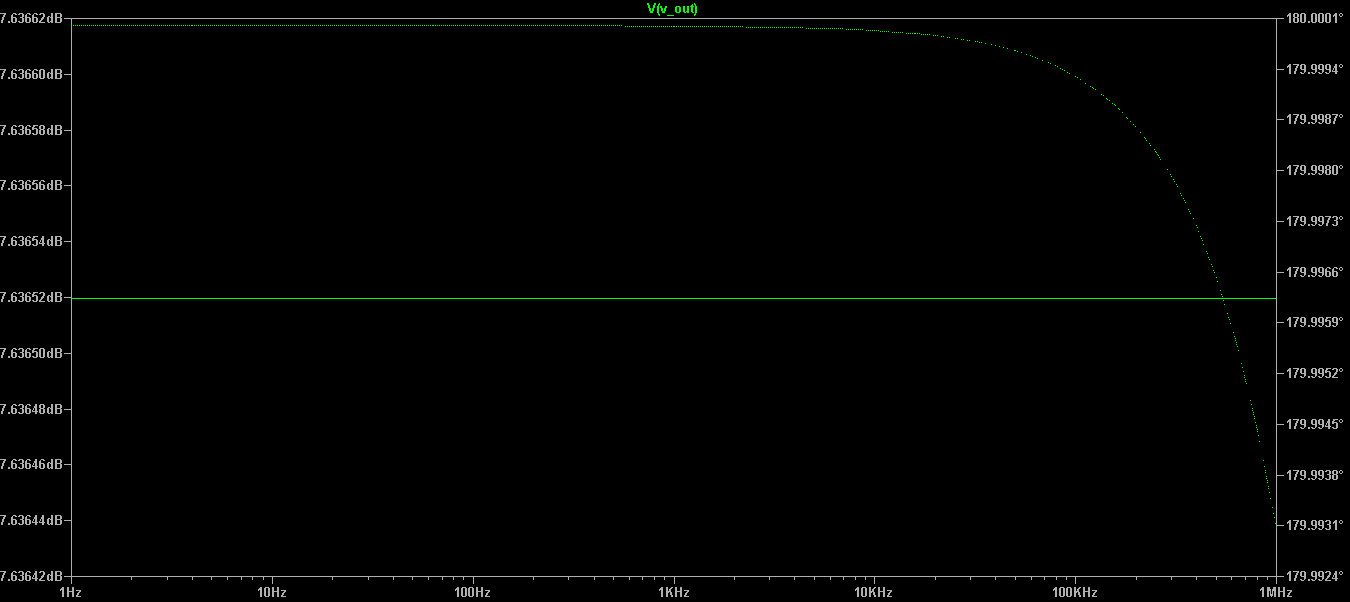 V(v_out)
7.63662dB
7.63660dB
7.63658dB
7.63656dB
7.63654dB
7.63652dB
7.63650dB
7.63648dB
7.63646dB
7.63644dB
7.63642dB
180.0001°
179.9994°
179.9987°
179.9980°
179.9973°
179.9966°
179.9959°
179.9952°
179.9945°
179.9938°
179.9931°
179.9924°
1Hz 10Hz 100Hz 1KHz 10KHz 100KHz 1MHz